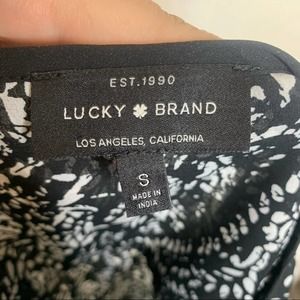 EST.1990
LUCKY BRAND
LOS ANGELES, CALIFORNIA
S
MADE IN
INDIA